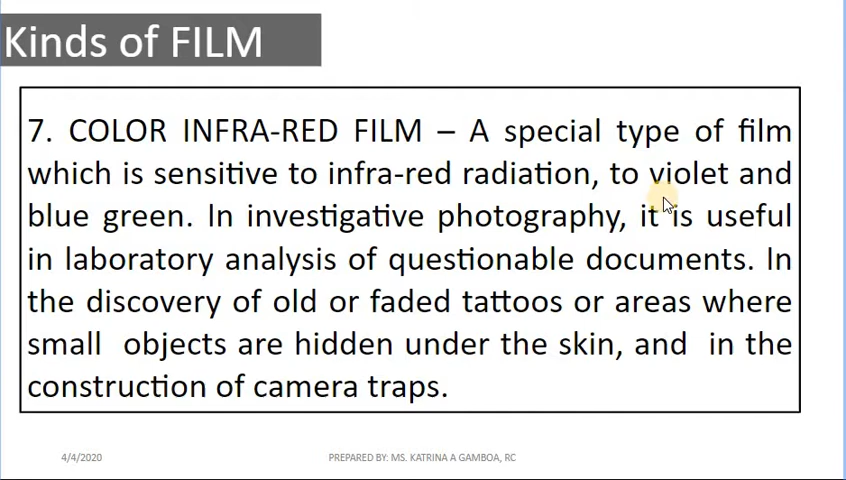 Kinds of FILM
7. COLOR INFRA-RED FILM – A special type of film
which is sensitive to infra-red radiation, to violet and
blue green. In investigative photography, it is useful
in laboratory analysis of questionable documents. In
the discovery of old or faded tattoos or areas where
small objects are hidden under the skin, and in the
construction of camera traps.
4/4/2020
PREPARED BY: MS. KATRINA A GAMBOA, RC